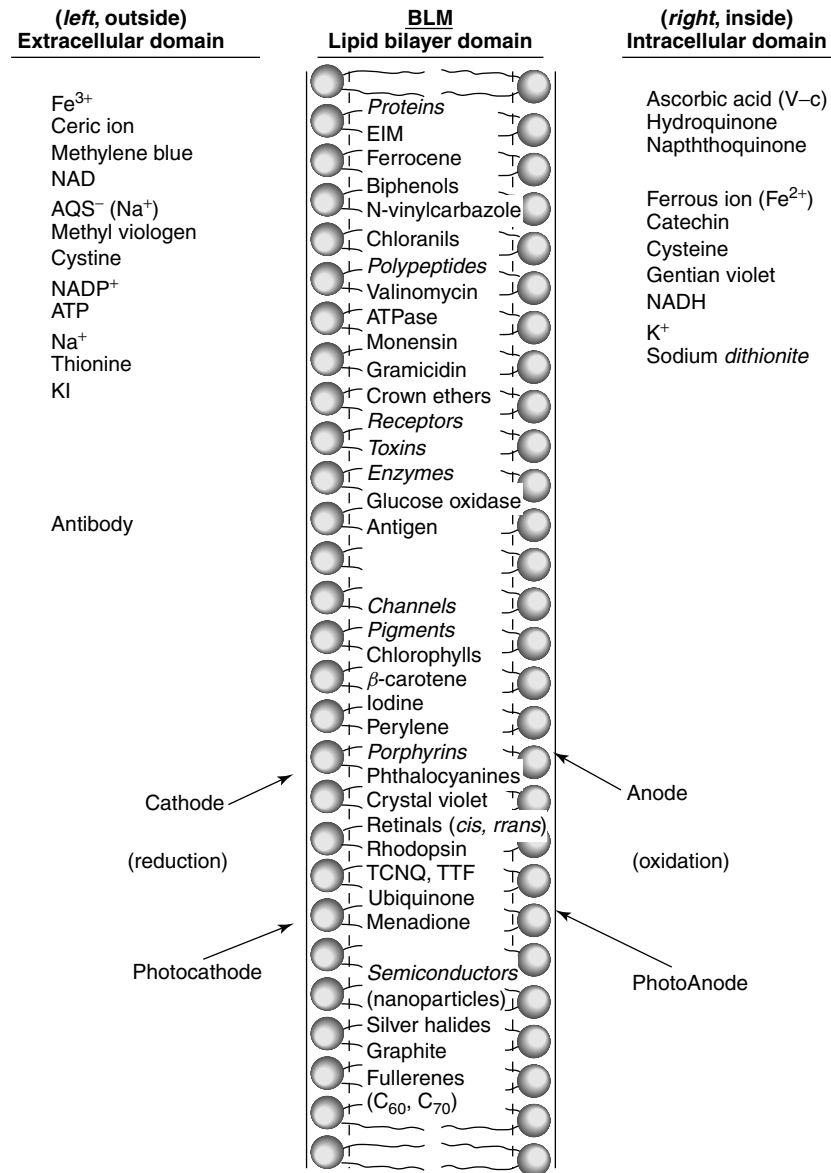 (left, outside)
Extracellular domain
Fe³⁺
Ceric ion
Methylene blue
NAD
AQS⁻ (Na⁺)
Methyl viologen
Cystine
NADP⁺
ATP
Na⁺
Thionine
KI
Antibody
Cathode
(reduction)
Photocathode
BLM
Lipid bilayer domain
Proteins
EIM
Ferrocene
Biphenols
N-vinylcarbazole
Chloranils
Polypeptides
Valinomycin
ATPase
Monensin
Gramicidin
Crown ethers
Receptors
Toxins
Enzymes
Glucose oxidase
Antigen
Channels
Pigments
Chlorophylls
β-carotene
Iodine
Perylene
Porphyrins
Phthalocyanines
Crystal violet
Retinals (cis, rrans)
Rhodopsin
TCNQ, TTF
Ubiquinone
Menadione
Semiconductors
(nanoparticles)
Silver halides
Graphite
Fullerenes
(C₆₀, C₇₀)
(right, inside)
Intracellular domain
Ascorbic acid (V–c)
Hydroquinone
Napththoquinone
Ferrous ion (Fe²⁺)
Catechin
Cysteine
Gentian violet
NADH
K⁺
Sodium dithionite
Anode
(oxidation)
PhotoAnode